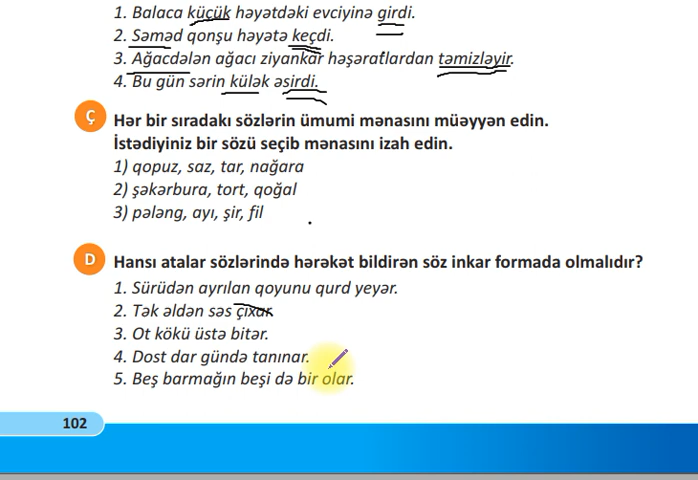 1. Balaca küçük həyətdəki evciyinə girdi.
2. Səməd qonşu həyətə keçdi.
3. Ağacdələn ağacı ziyankar həşəratlardan təmizləyir.
4. Bu gün sərin külək əsirdi.
Ç Hər bir sıradakı sözlərin ümumi mənasını müəyyən edin.
İstədiyiniz bir sözü seçib mənasını izah edin.
1) qopuz, saz, tar, nağara
2) şəkərbura, tort, qoğal
3) pələng, ayı, şir, fil
D Hansı atalar sözlərində hərəkət bildirən söz inkar formada olmalıdır?
1. Sürüdən ayrılan qoyunu qurd yeyər.
2. Tək əldən səs çıxar.
3. Ot kökü üstə bitər.
4. Dost dar gündə tanınar.
5. Beş barmağın beşi də bir olar.
102